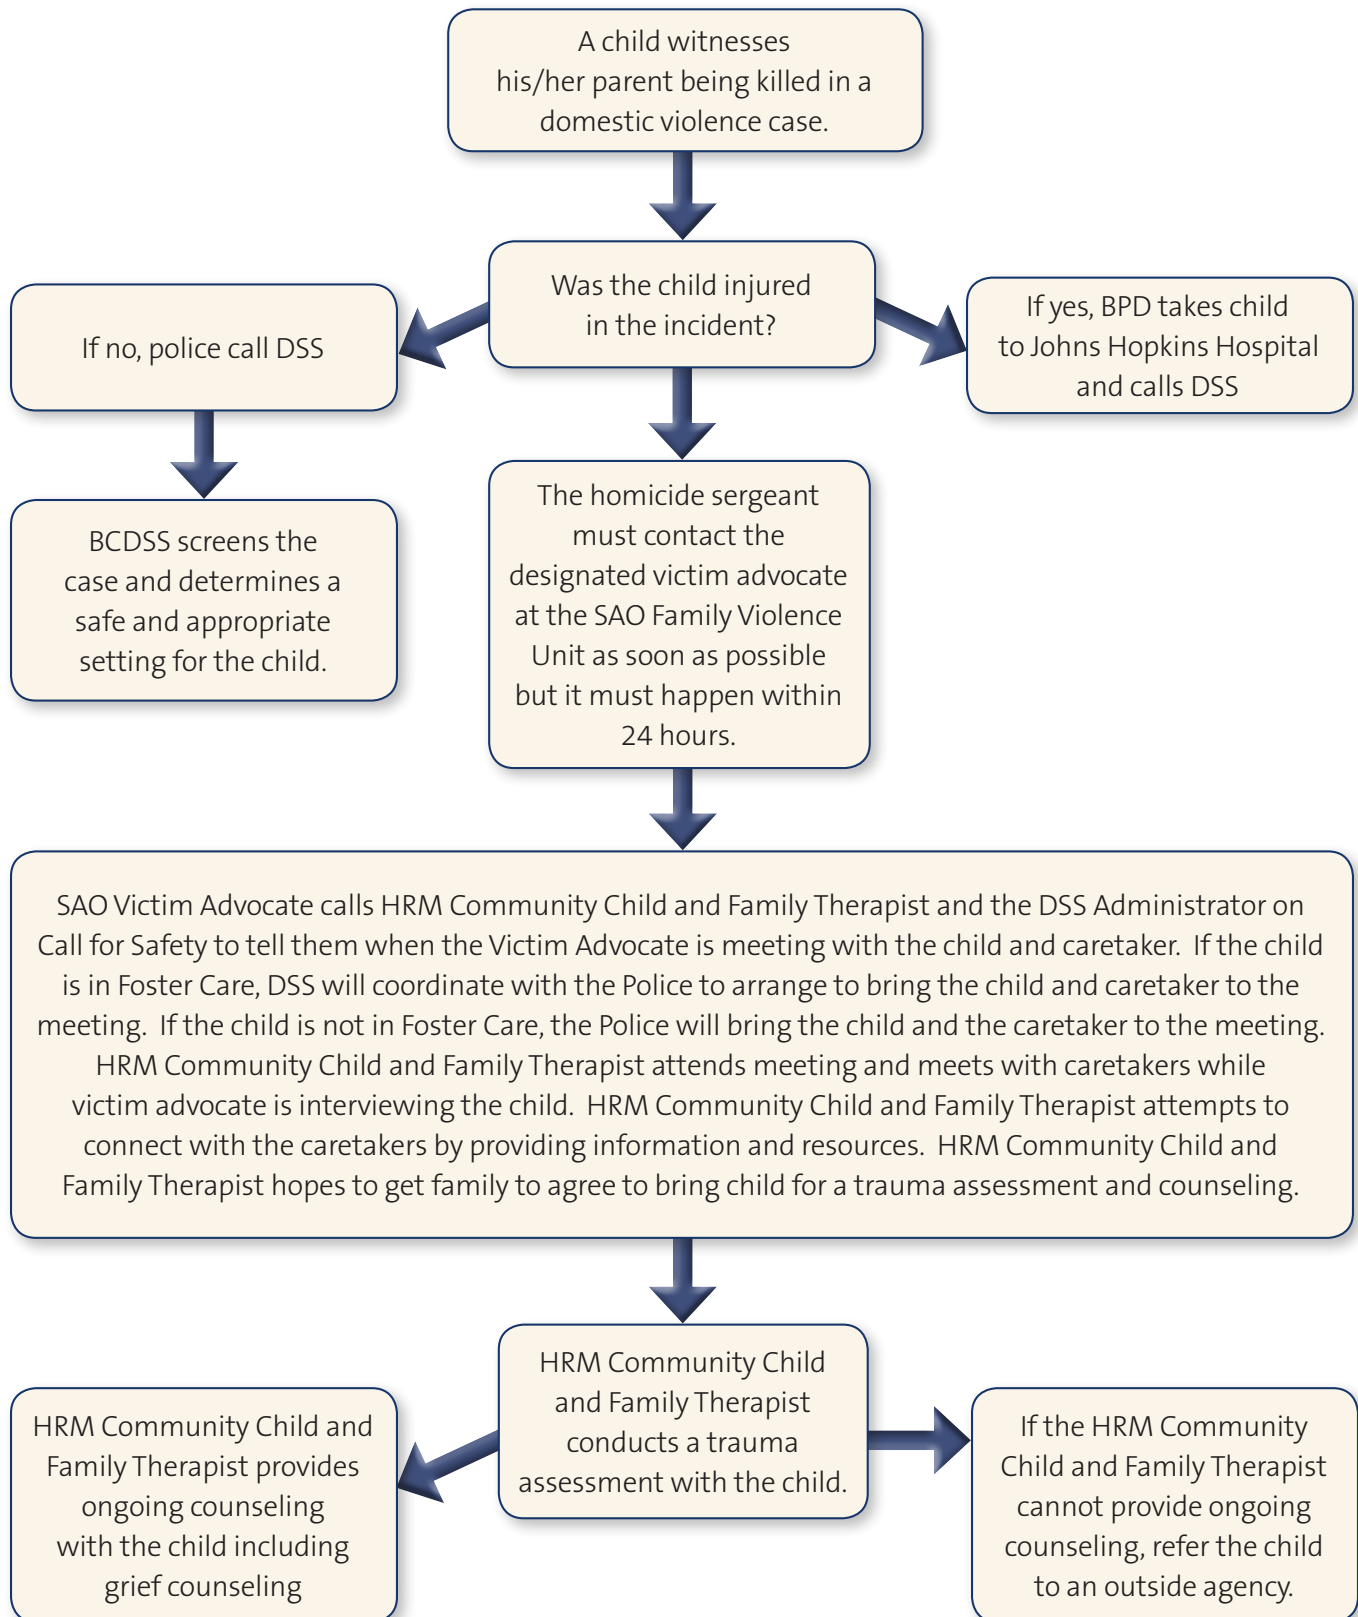 A child witnesses
his/her parent being killed in a
domestic violence case.
Was the child injured
in the incident?
If no, police call DSS
If yes, BPD takes child
to Johns Hopkins Hospital
and calls DSS
BCDSS screens the
case and determines a
safe and appropriate
setting for the child.
The homicide sergeant
must contact the
designated victim advocate
at the SAO Family Violence
Unit as soon as possible
but it must happen within
24 hours.
SAO Victim Advocate calls HRM Community Child and Family Therapist and the DSS Administrator on
Call for Safety to tell them when the Victim Advocate is meeting with the child and caretaker. If the child
is in Foster Care, DSS will coordinate with the Police to arrange to bring the child and caretaker to the
meeting. If the child is not in Foster Care, the Police will bring the child and the caretaker to the meeting.
HRM Community Child and Family Therapist attends meeting and meets with caretakers while
victim advocate is interviewing the child. HRM Community Child and Family Therapist attempts to
connect with the caretakers by providing information and resources. HRM Community Child and
Family Therapist hopes to get family to agree to bring child for a trauma assessment and counseling.
HRM Community Child
and Family Therapist
conducts a trauma
assessment with the child.
HRM Community Child and
Family Therapist provides
ongoing counseling
with the child including
grief counseling
If the HRM Community
Child and Family Therapist
cannot provide ongoing
counseling, refer the child
to an outside agency.